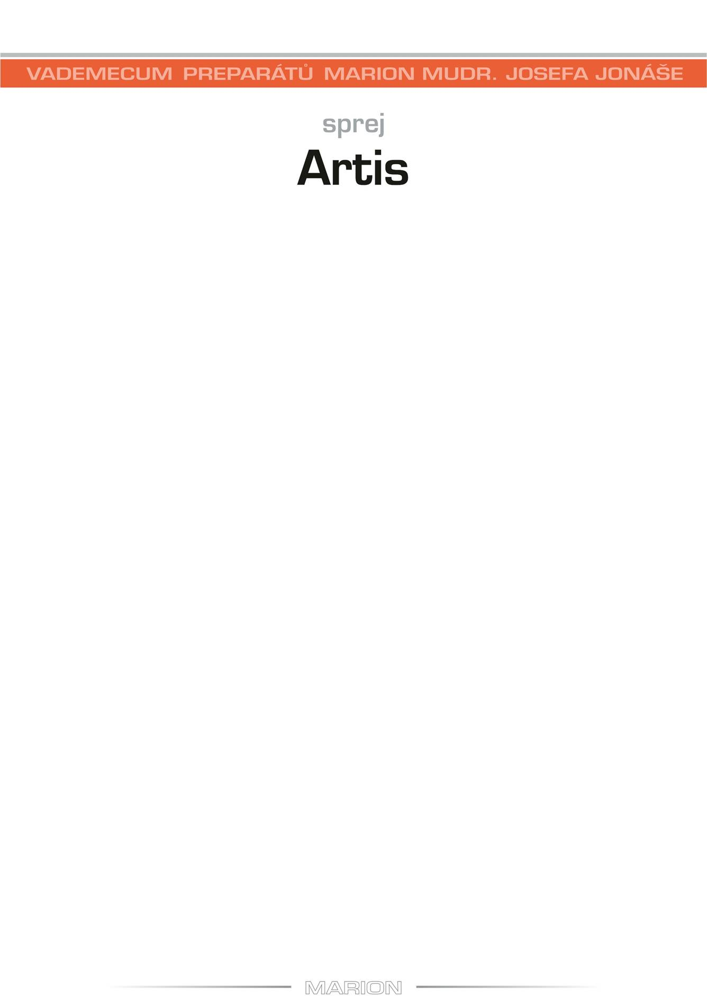 VADEMECUM PREPARÁTŮ MARION MUDR. JOSEFA JONÁŠE
sprej
Artis
MARION